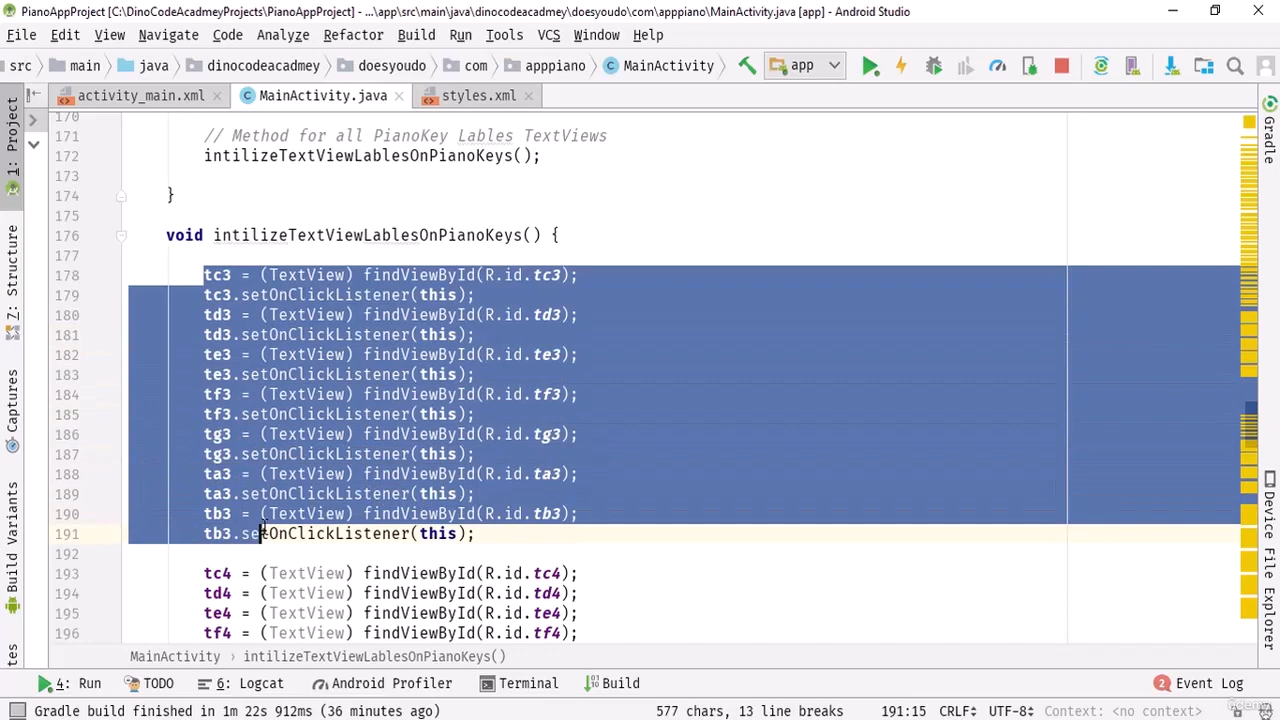 PianoAppProject [C:\DinoCodeAcadmeyProjects\PianoAppProject] - ...\app\src\main\java\dinocodeacadmey\doesyoudo\com\apppiano\MainActivity.java [app] - Android Studio
File Edit View Navigate Code Analyze Refactor Build Run Tools VCS Window Help
src main java dinocodeacadmey doesyoudo com apppiano MainActivity app
activity_main.xml MainActivity.java styles.xml
1: Project
Z: Structure
Captures
Build Variants
170
171 // Method for all PianoKey Lables TextViews
172 intilizeTextViewLablesOnPianoKeys();
173
174 }
175
176 void intilizeTextViewLablesOnPianoKeys() {
177
178 tc3 = (TextView) findViewById(R.id.tc3);
179 tc3.setOnClickListener(this);
180 td3 = (TextView) findViewById(R.id.td3);
181 td3.setOnClickListener(this);
182 te3 = (TextView) findViewById(R.id.te3);
183 te3.setOnClickListener(this);
184 tf3 = (TextView) findViewById(R.id.tf3);
185 tf3.setOnClickListener(this);
186 tg3 = (TextView) findViewById(R.id.tg3);
187 tg3.setOnClickListener(this);
188 ta3 = (TextView) findViewById(R.id.ta3);
189 ta3.setOnClickListener(this);
190 tb3 = (TextView) findViewById(R.id.tb3);
191 tb3.setOnClickListener(this);
192
193 tc4 = (TextView) findViewById(R.id.tc4);
194 td4 = (TextView) findViewById(R.id.td4);
195 te4 = (TextView) findViewById(R.id.te4);
196 tf4 = (TextView) findViewById(R.id.tf4);
Gradle
Device File Explorer
MainActivity › intilizeTextViewLablesOnPianoKeys()
4: Run TODO 6: Logcat Android Profiler Terminal Build 2 Event Log
Gradle build finished in 1m 22s 912ms (36 minutes ago) 577 chars, 13 line breaks 191:15 CRLF UTF-8 Context: <no context>